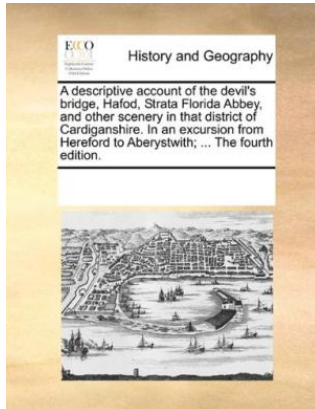 ECCO
History and Geography
A descriptive account of the devil's
bridge, Hafod, Strata Florida Abbey,
and other scenery in that district of
Cardiganshire. In an excursion from
Hereford to Aberystwith; ... The fourth
edition.